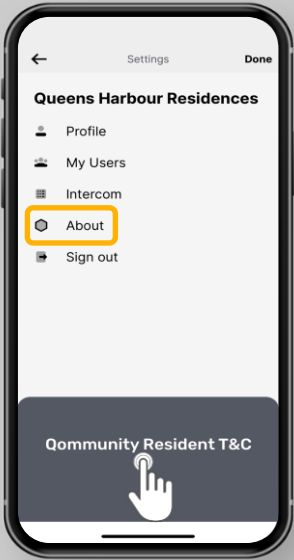 Settings
Done
Queens Harbour Residences
Profile
My Users
Intercom
About
Sign out
Qommunity Resident T&C